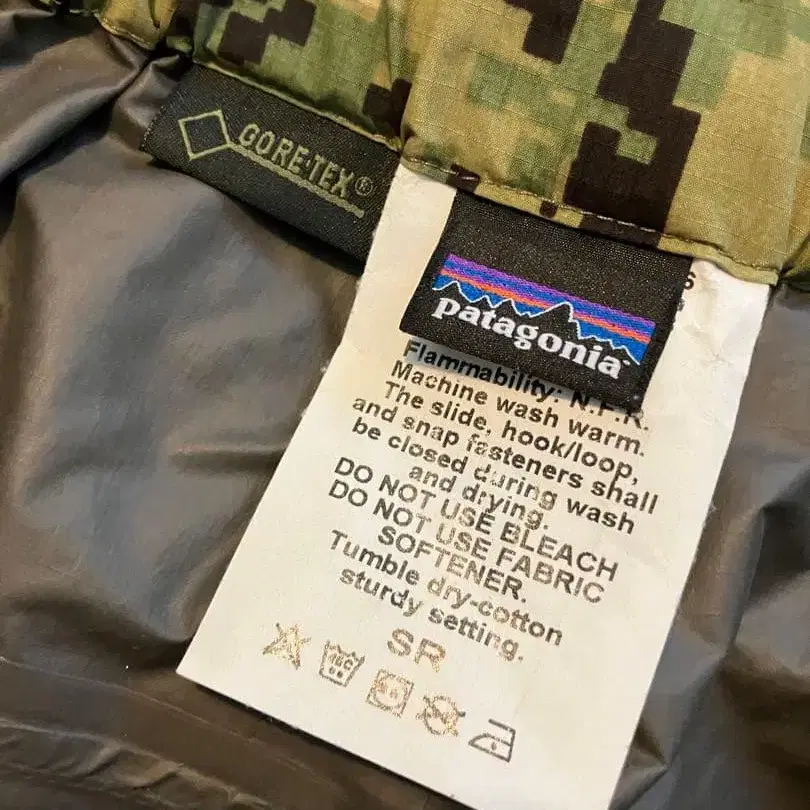 GORE-TEX®
patagonia
Flammability: N.F.R.
Machine wash warm.
The slide, hook/loop,
and snap fasteners shall
be closed during wash
and drying.
DO NOT USE BLEACH
DO NOT USE FABRIC
SOFTENER.
Tumble dry-cotton
sturdy setting.
SR